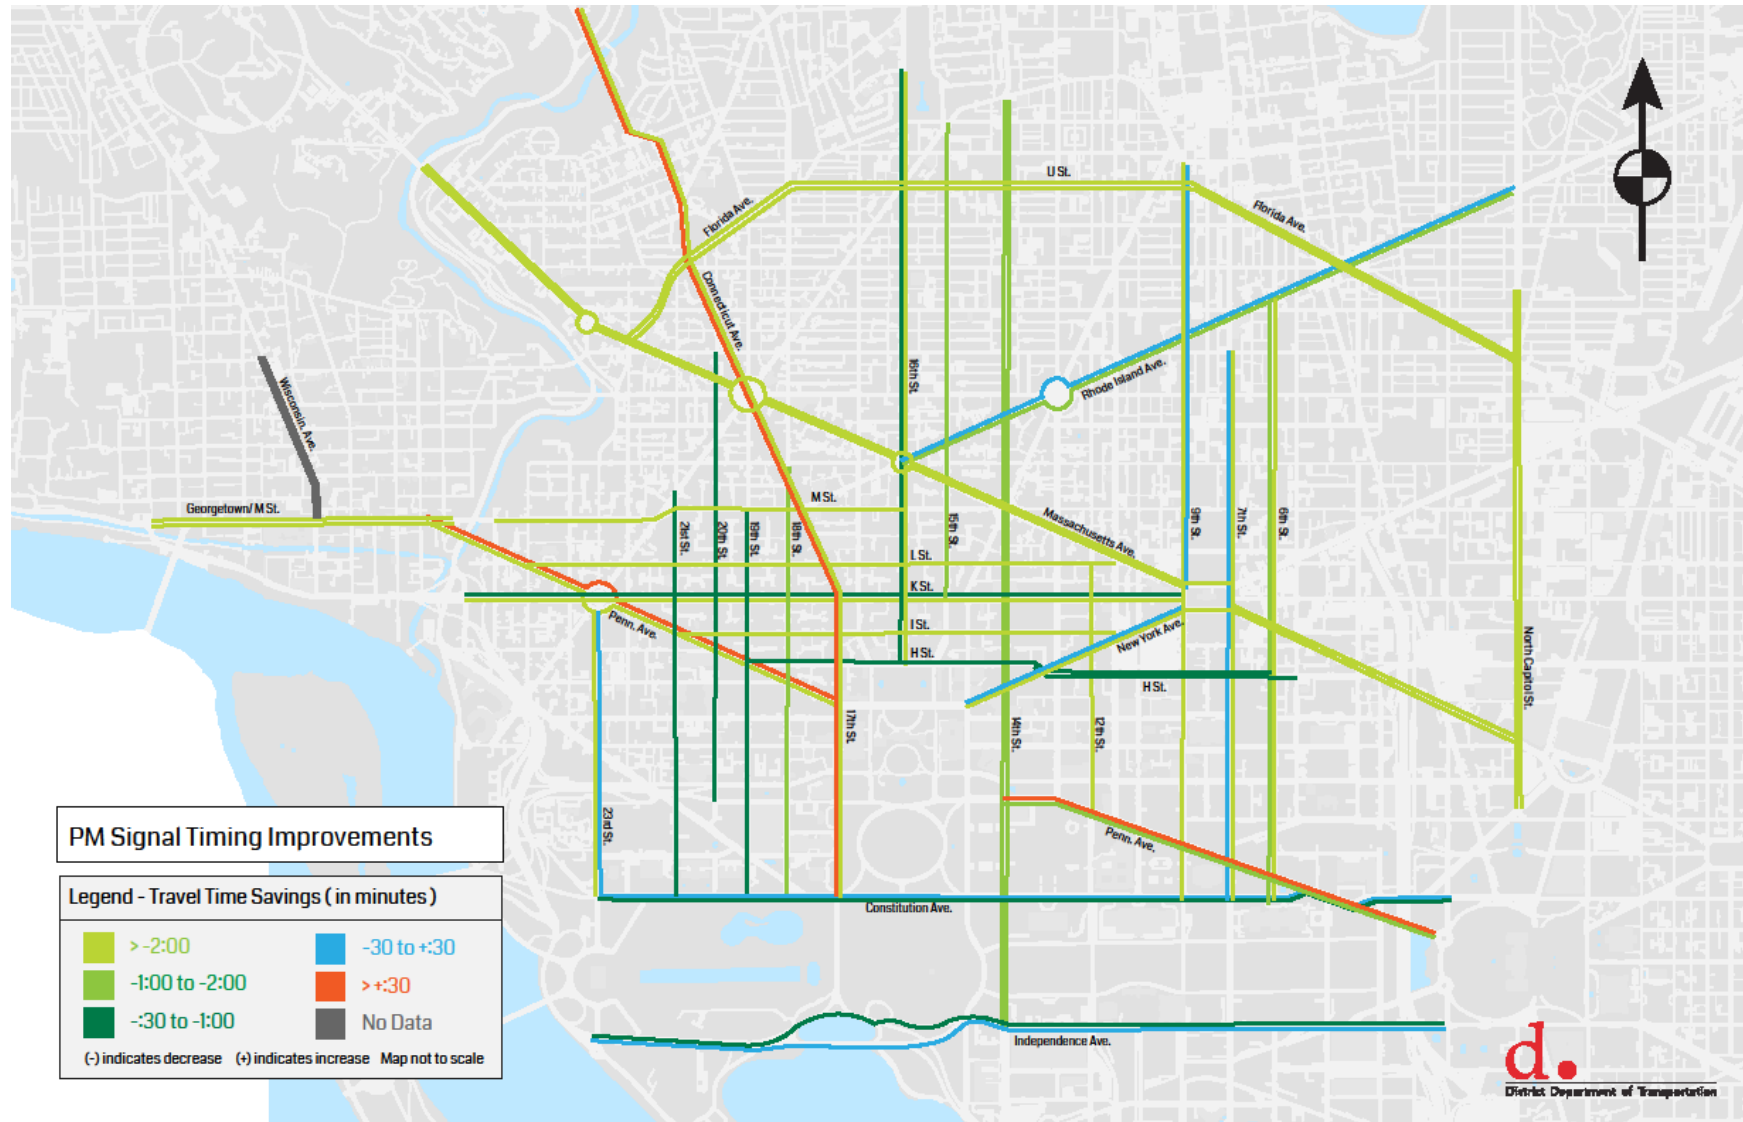 U St.
Florida Ave.
Florida Ave.
Connecticut Ave.
16th St.
Rhode Island Ave.
Wisconsin. Ave.
Georgetown/ M St.
M St.
21st St.
20th St.
19th St.
18th St.
15th St.
Massachusetts Ave.
9th St.
7th St.
6th St.
L St.
K St.
I St.
Penn. Ave.
H St.
New York Ave.
H St.
North Capitol St.
17th St.
14th St.
12th St.
23rd St.
Penn. Ave.
Constitution Ave.
Independence Ave.
PM Signal Timing Improvements
Legend - Travel Time Savings ( in minutes )
> -2:00
-30 to +:30
-1:00 to -2:00
> +:30
-:30 to -1:00
No Data
(-) indicates decrease (+) indicates increase Map not to scale
d.
District Department of Transportation